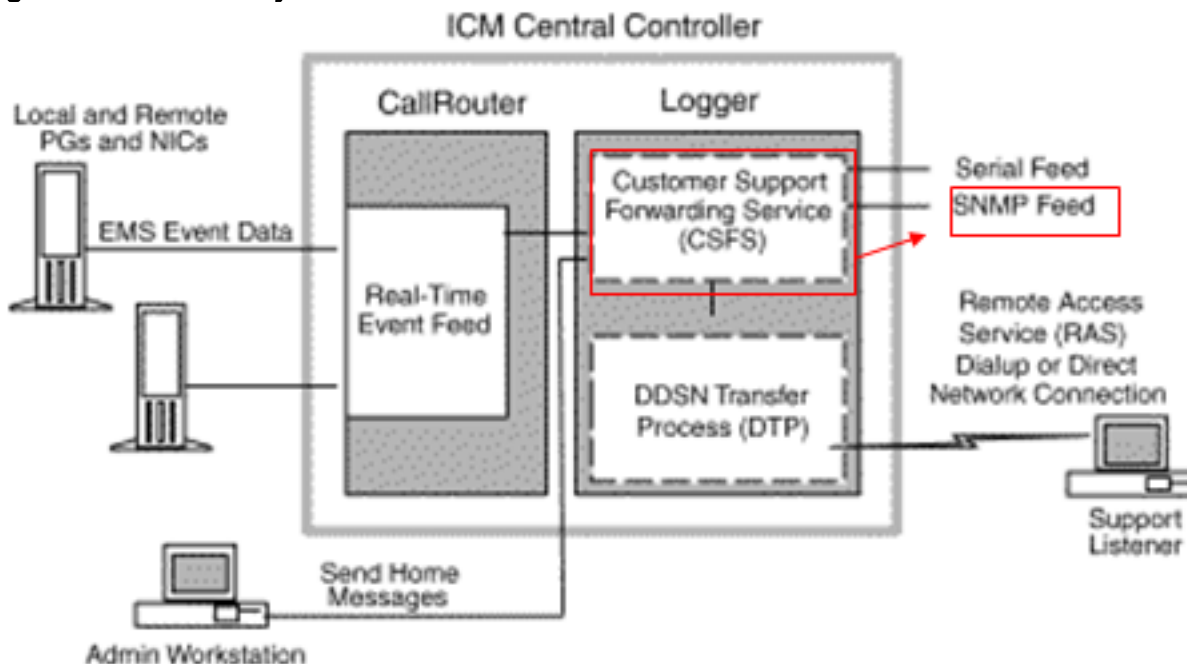 ICM Central Controller
CallRouter
Logger
Local and Remote
PGs and NICs
EMS Event Data
Real-Time
Event Feed
Customer Support
Forwarding Service
(CSFS)
Serial Feed
SNMP Feed
DDSN Transfer
Process (DTP)
Remote Access
Service (RAS)
Dialup or Direct
Network Connection
Support
Listener
Send Home
Messages
Admin Workstation